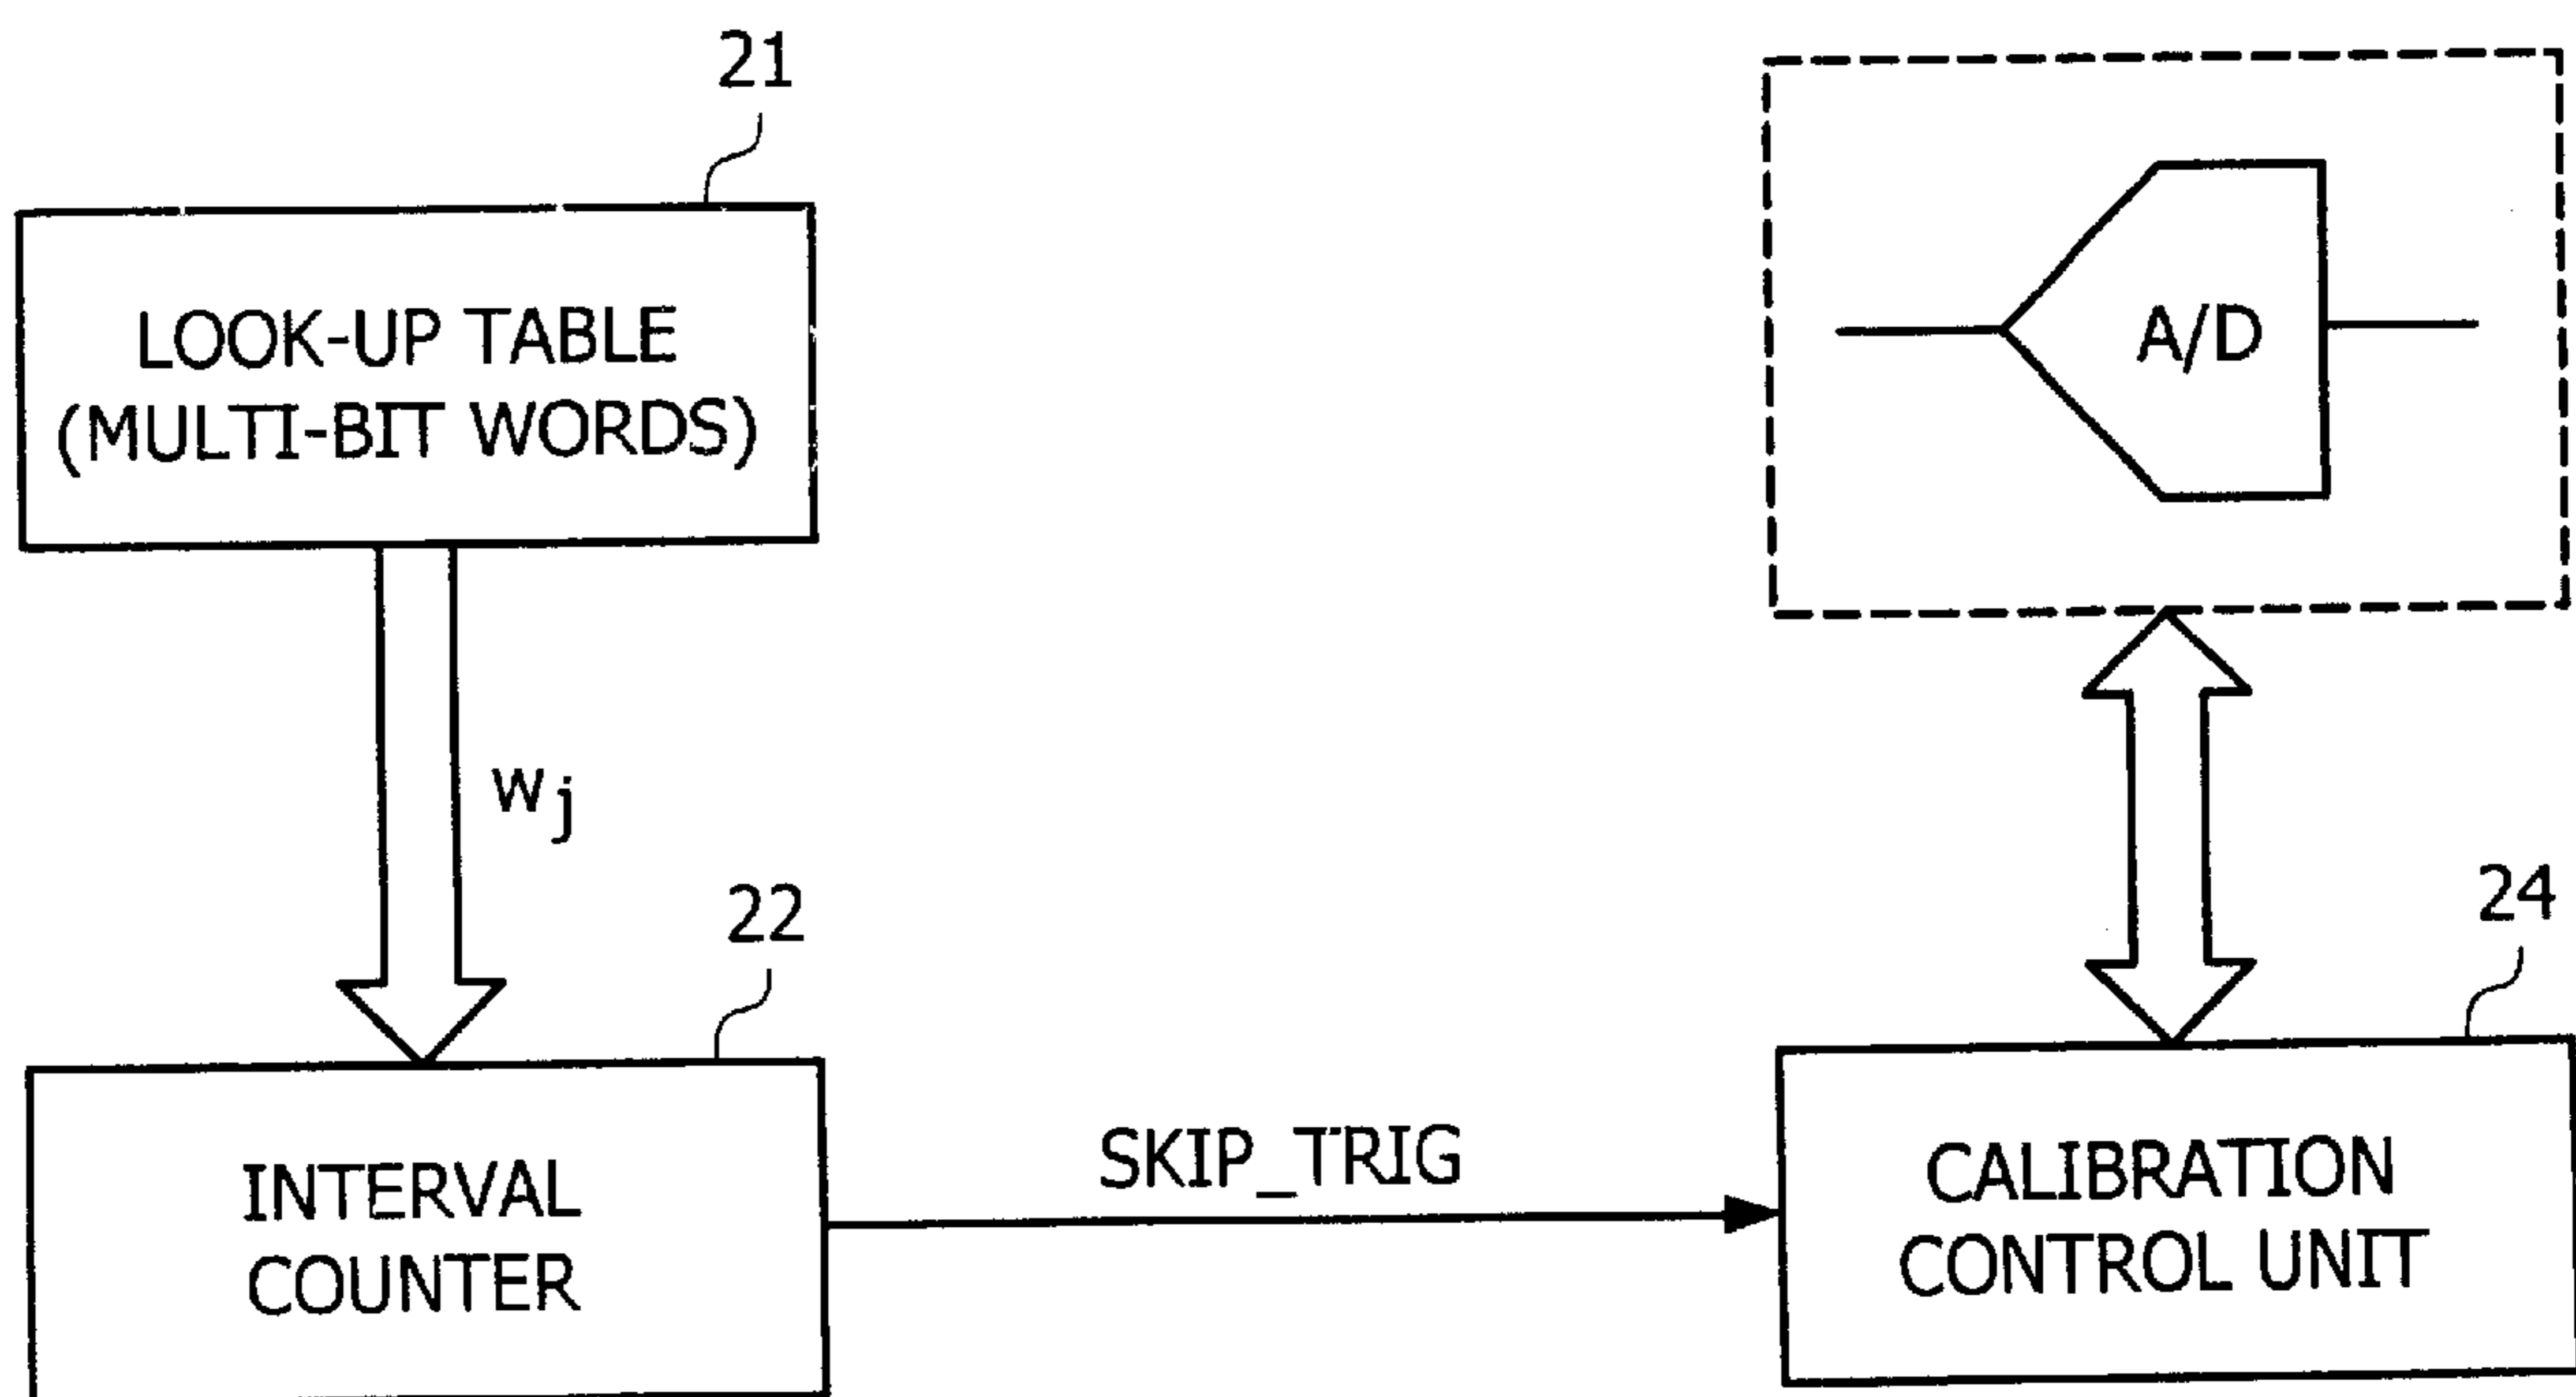 21
LOOK-UP TABLE
(MULTI-BIT WORDS)
A/D
wj
22
24
INTERVAL
COUNTER
SKIP_TRIG
CALIBRATION
CONTROL UNIT